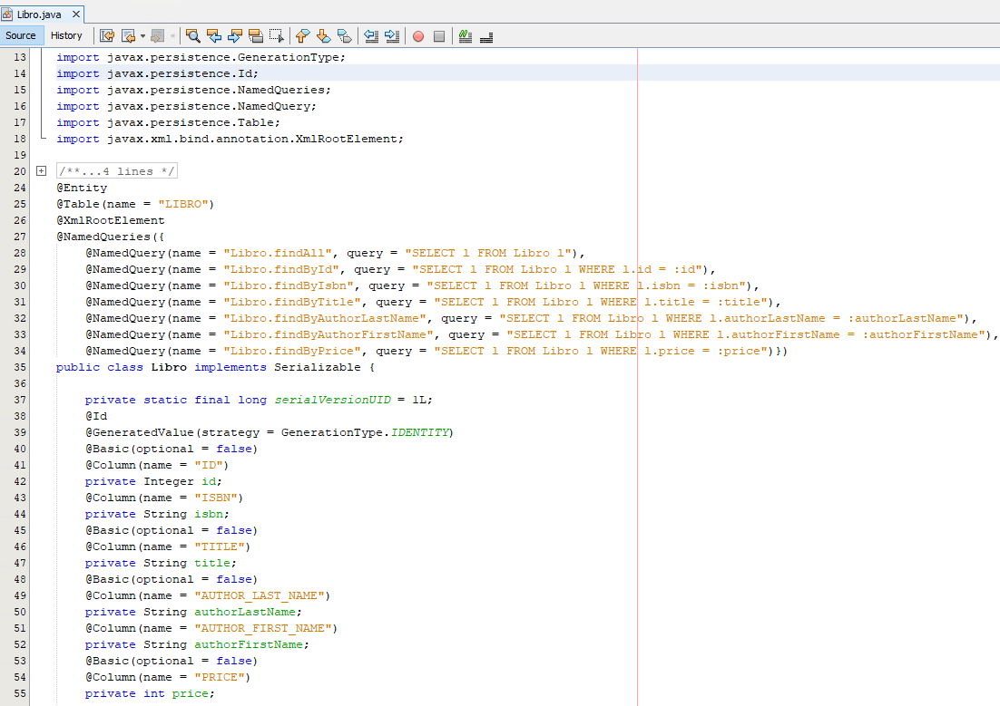 Libro.java
Source History
13 import javax.persistence.GenerationType;
14 import javax.persistence.Id;
15 import javax.persistence.NamedQueries;
16 import javax.persistence.NamedQuery;
17 import javax.persistence.Table;
18 import javax.xml.bind.annotation.XmlRootElement;
19
20 /**...4 lines */
24 @Entity
25 @Table(name = "LIBRO")
26 @XmlRootElement
27 @NamedQueries({
28     @NamedQuery(name = "Libro.findAll", query = "SELECT l FROM Libro l"),
29     @NamedQuery(name = "Libro.findById", query = "SELECT l FROM Libro l WHERE l.id = :id"),
30     @NamedQuery(name = "Libro.findByIsbn", query = "SELECT l FROM Libro l WHERE l.isbn = :isbn"),
31     @NamedQuery(name = "Libro.findByTitle", query = "SELECT l FROM Libro l WHERE l.title = :title"),
32     @NamedQuery(name = "Libro.findByAuthorLastName", query = "SELECT l FROM Libro l WHERE l.authorLastName = :authorLastName"),
33     @NamedQuery(name = "Libro.findByAuthorFirstName", query = "SELECT l FROM Libro l WHERE l.authorFirstName = :authorFirstName"),
34     @NamedQuery(name = "Libro.findByPrice", query = "SELECT l FROM Libro l WHERE l.price = :price")})
35 public class Libro implements Serializable {
36
37     private static final long serialVersionUID = 1L;
38     @Id
39     @GeneratedValue(strategy = GenerationType.IDENTITY)
40     @Basic(optional = false)
41     @Column(name = "ID")
42     private Integer id;
43     @Column(name = "ISBN")
44     private String isbn;
45     @Basic(optional = false)
46     @Column(name = "TITLE")
47     private String title;
48     @Basic(optional = false)
49     @Column(name = "AUTHOR_LAST_NAME")
50     private String authorLastName;
51     @Column(name = "AUTHOR_FIRST_NAME")
52     private String authorFirstName;
53     @Basic(optional = false)
54     @Column(name = "PRICE")
55     private int price;